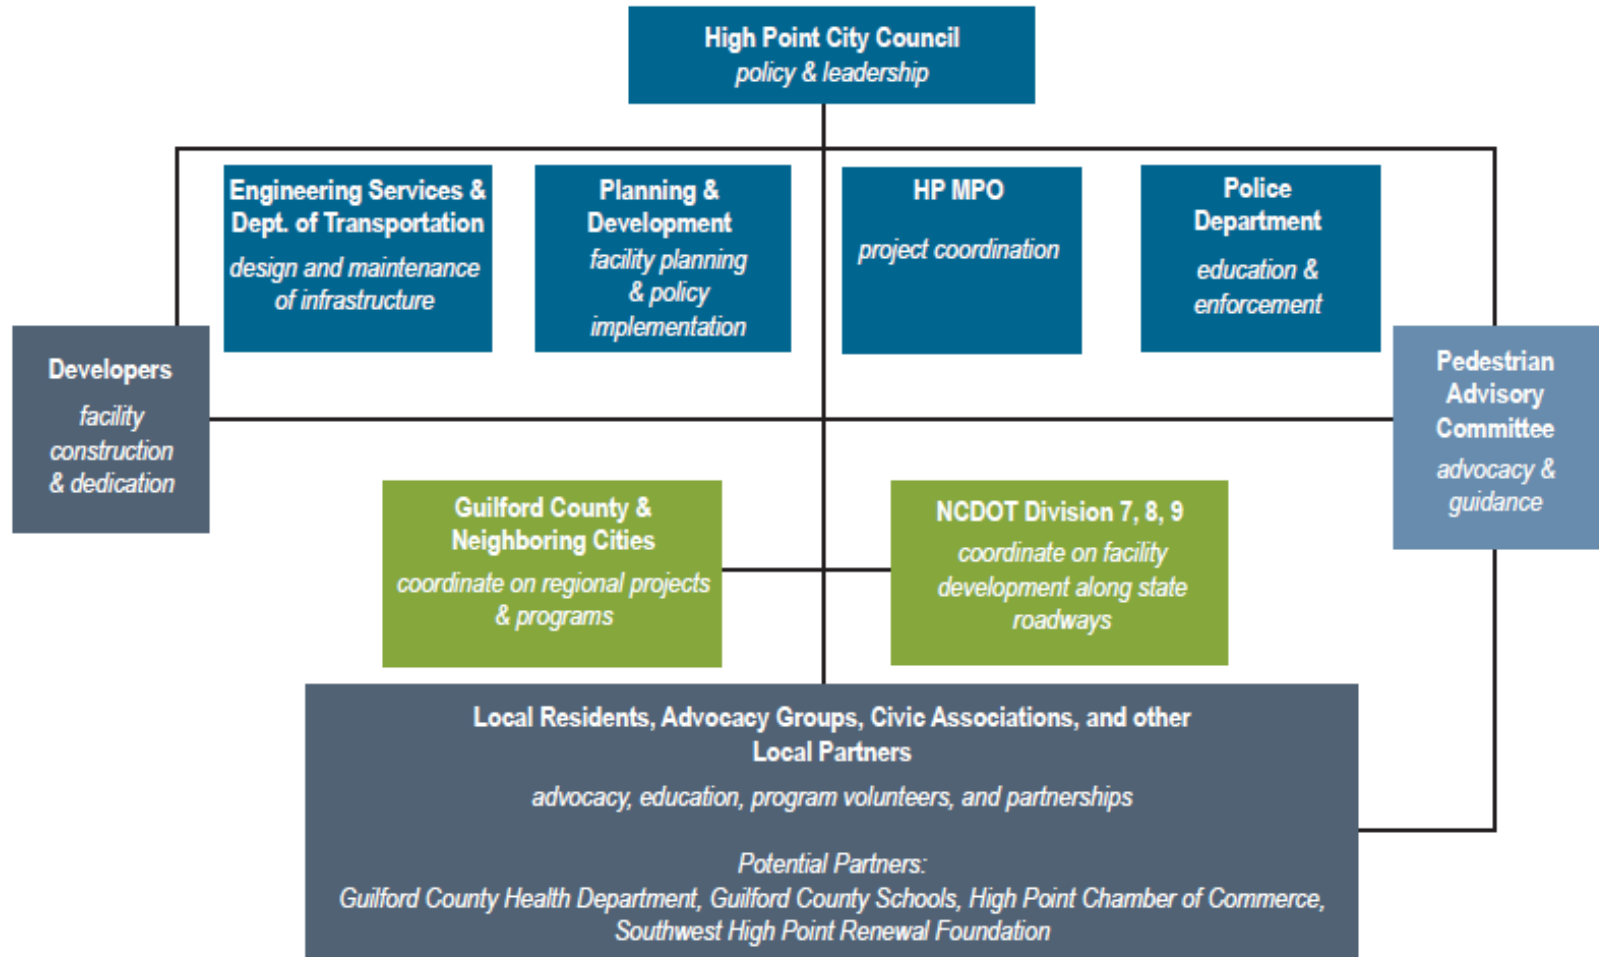 High Point City Council
policy & leadership
Engineering Services &
Dept. of Transportation
design and maintenance
of infrastructure
Planning &
Development
facility planning
& policy
implementation
HP MPO
project coordination
Police
Department
education &
enforcement
Developers
facility
construction
& dedication
Pedestrian
Advisory
Committee
advocacy &
guidance
Guilford County &
Neighboring Cities
coordinate on regional projects
& programs
NCDOT Division 7, 8, 9
coordinate on facility
development along state
roadways
Local Residents, Advocacy Groups, Civic Associations, and other
Local Partners
advocacy, education, program volunteers, and partnerships
Potential Partners:
Guilford County Health Department, Guilford County Schools, High Point Chamber of Commerce,
Southwest High Point Renewal Foundation